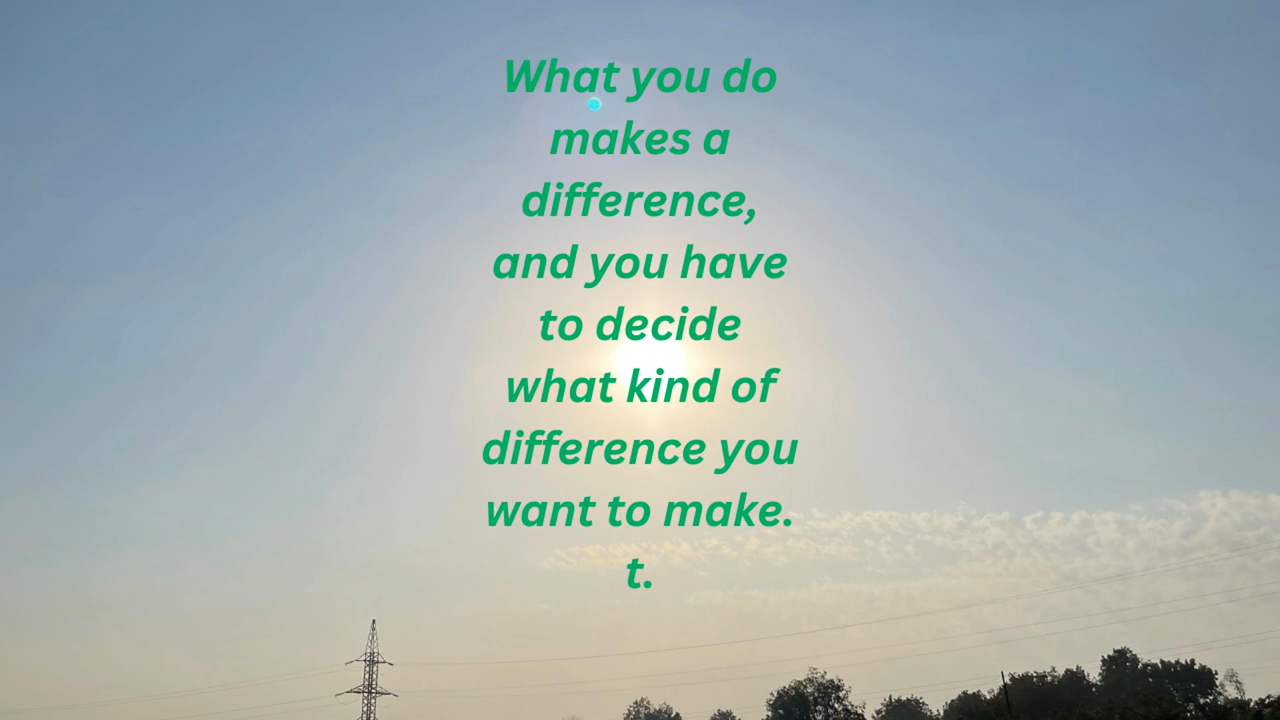 What you do
makes a
difference,
and you have
to decide
what kind of
difference you
want to make.
t.